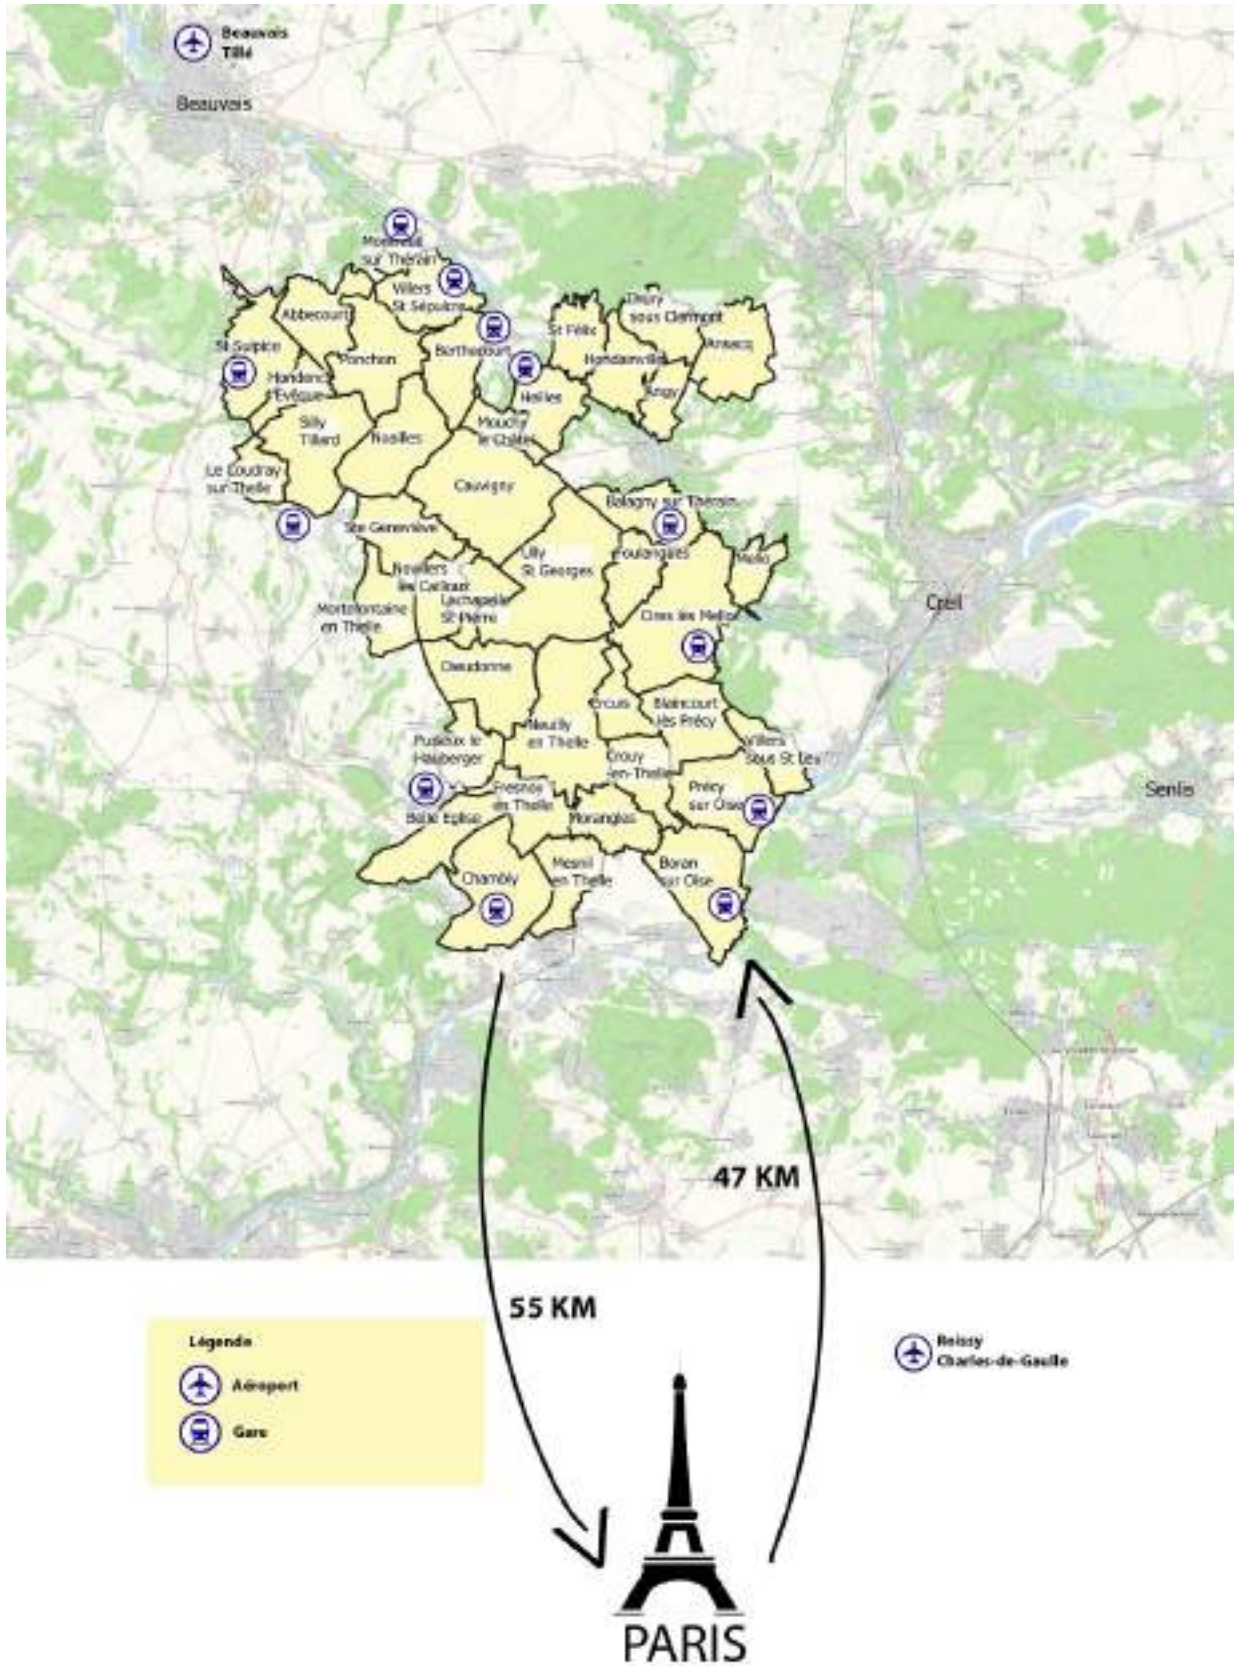 Beauvais
Tillé
Beauvais
sur Thérain
Villers
St Sépulcre
Abbecourt
St Sulpice
Ponchon
Berthecourt
St Félix
sous Clermont
Ansacq
Hondainville
Angy
l'Evêque
Heilles
Silly
Tillard
Noailles
Mouchy
le Châtel
Le Coudray
sur Thelle
Cauvigny
Balagny sur Thérain
Ste Geneviève
Ully
St Georges
Foulangues
Mello
Novillers
les Cailloux
Lachapelle
St Pierre
Mortefontaine
en Thelle
Creil
Cires lès Mello
Dieudonne
Ercuis
Blaincourt
lès Précy
Neuilly
en Thelle
Puiseux le
Hauberger
Crouy
-en-Thelle
Villers
Sous St Leu
Précy
sur Oise
Senlis
Fresnoy
en Thelle
Belle Eglise
Morangles
Chambly
Mesnil
en Thelle
Boran
sur Oise
47 KM
55 KM
Légende
Aéroport
Gare
Roissy
Charles-de-Gaulle
PARIS